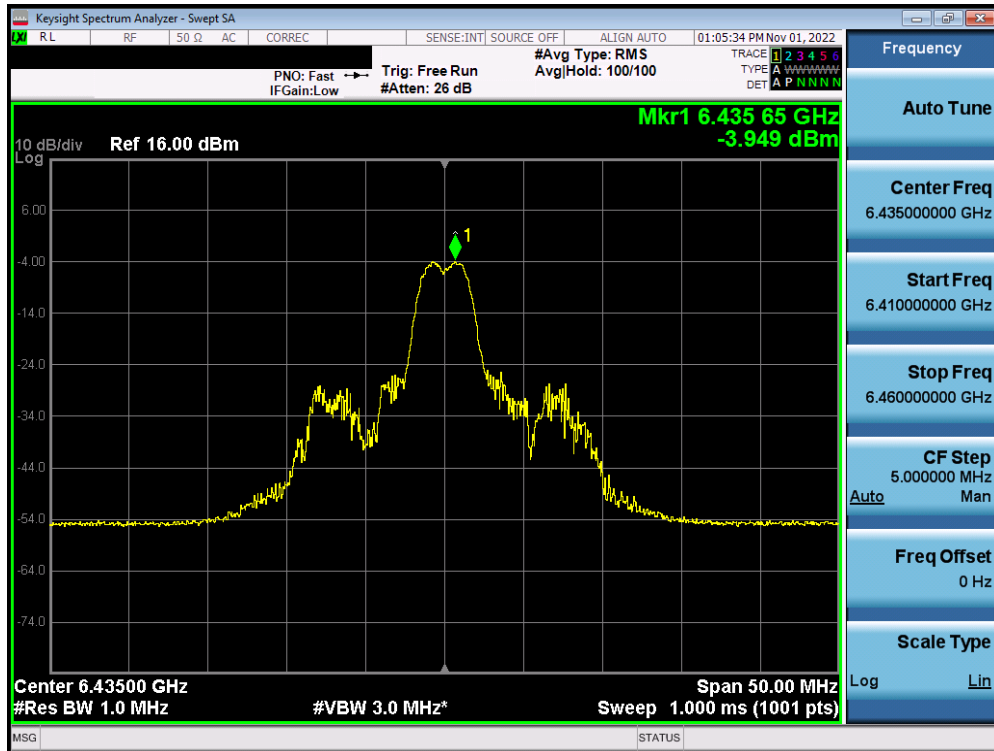 Keysight Spectrum Analyzer - Swept SA
LXI RL RF 50 Ω AC CORREC SENSE:INT SOURCE OFF ALIGN AUTO 01:05:34 PM Nov 01, 2022
Frequency
PNO: Fast
IFGain:Low
Trig: Free Run
#Atten: 26 dB
#Avg Type: RMS
Avg|Hold: 100/100
TRACE 1 2 3 4 5 6
TYPE A WWWWW
DET A P N N N N
Mkr1 6.435 65 GHz
-3.949 dBm
10 dB/div
Log
Ref 16.00 dBm
6.00
-4.00
-14.0
-24.0
-34.0
-44.0
-54.0
-64.0
-74.0
1
Center 6.43500 GHz
Span 50.00 MHz
#Res BW 1.0 MHz
#VBW 3.0 MHz*
Sweep 1.000 ms (1001 pts)
Auto Tune
Center Freq
6.435000000 GHz
Start Freq
6.410000000 GHz
Stop Freq
6.460000000 GHz
CF Step
5.000000 MHz
Auto Man
Freq Offset
0 Hz
Scale Type
Log Lin
MSG STATUS